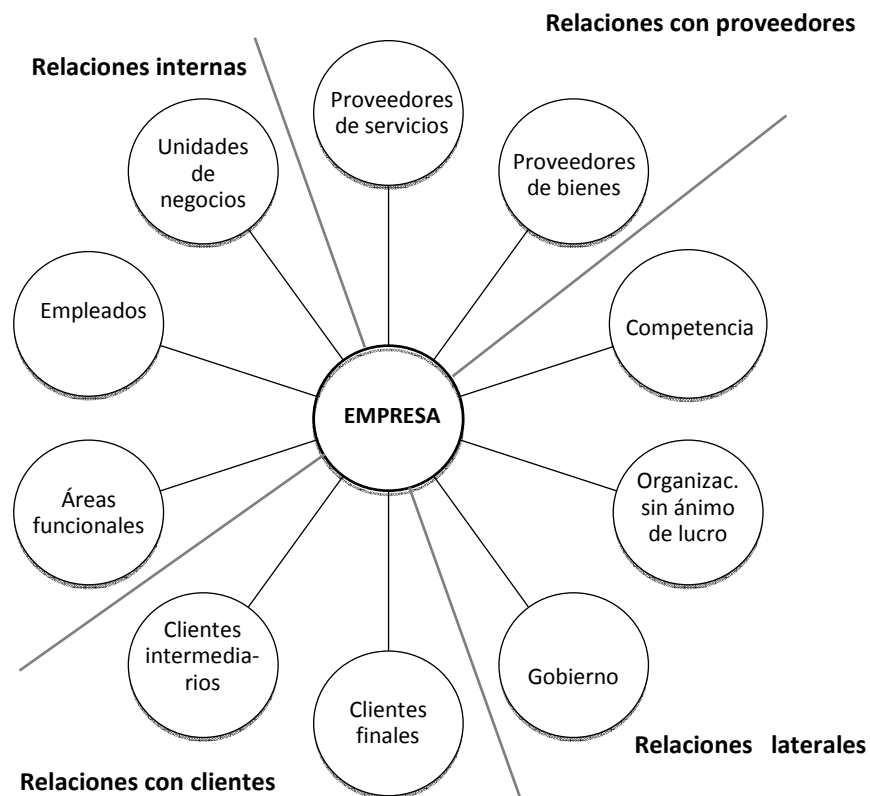 Relaciones con proveedores
Relaciones internas
Proveedores
de servicios
Unidades
de
negocios
Proveedores
de bienes
Empleados
Competencia
EMPRESA
Áreas
funcionales
Organizac.
sin ánimo
de lucro
Clientes
intermedia-
rios
Gobierno
Clientes
finales
Relaciones laterales
Relaciones con clientes